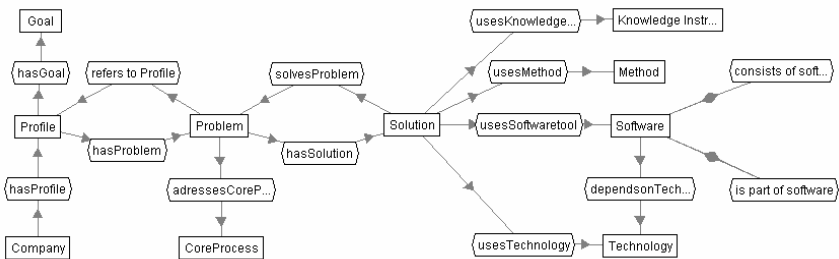 Goal
usesKnowledge...
Knowledge Instr...
hasGoal
refers to Profile
solvesProblem
usesMethod
Method
consists of soft...
Profile
Problem
Solution
usesSoftwaretool
Software
hasProblem
hasSolution
hasProfile
adressesCoreP...
dependsonTech...
is part of software
Company
CoreProcess
usesTechnology
Technology